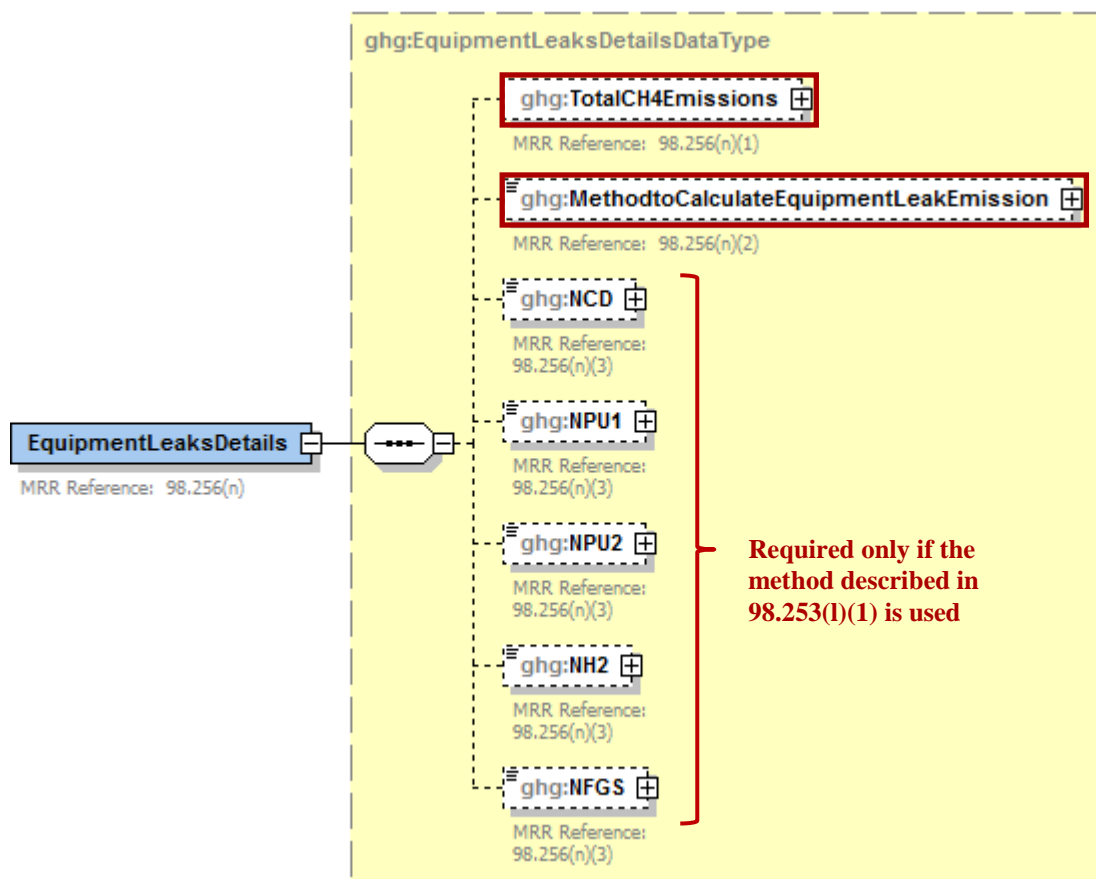 ghg:EquipmentLeaksDetailsDataType
ghg:TotalCH4Emissions
MRR Reference: 98.256(n)(1)
ghg:MethodtoCalculateEquipmentLeakEmission
MRR Reference: 98.256(n)(2)
ghg:NCD
MRR Reference:
98.256(n)(3)
ghg:NPU1
MRR Reference:
98.256(n)(3)
EquipmentLeaksDetails
MRR Reference: 98.256(n)
ghg:NPU2
MRR Reference:
98.256(n)(3)
Required only if the
method described in
98.253(l)(1) is used
ghg:NH2
MRR Reference:
98.256(n)(3)
ghg:NFGS
MRR Reference:
98.256(n)(3)